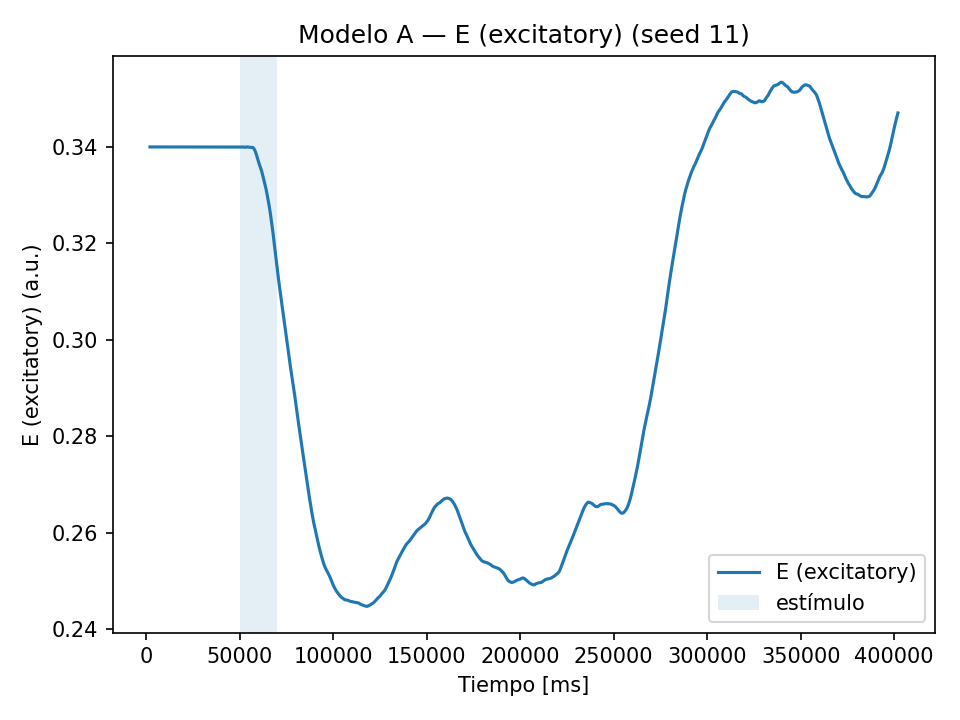 Modelo A — E (excitatory) (seed 11)
E (excitatory) (a.u.)
0.34
0.32
0.30
0.28
0.26
0.24
E (excitatory)
estímulo
0 50000 100000 150000 200000 250000 300000 350000 400000
Tiempo [ms]